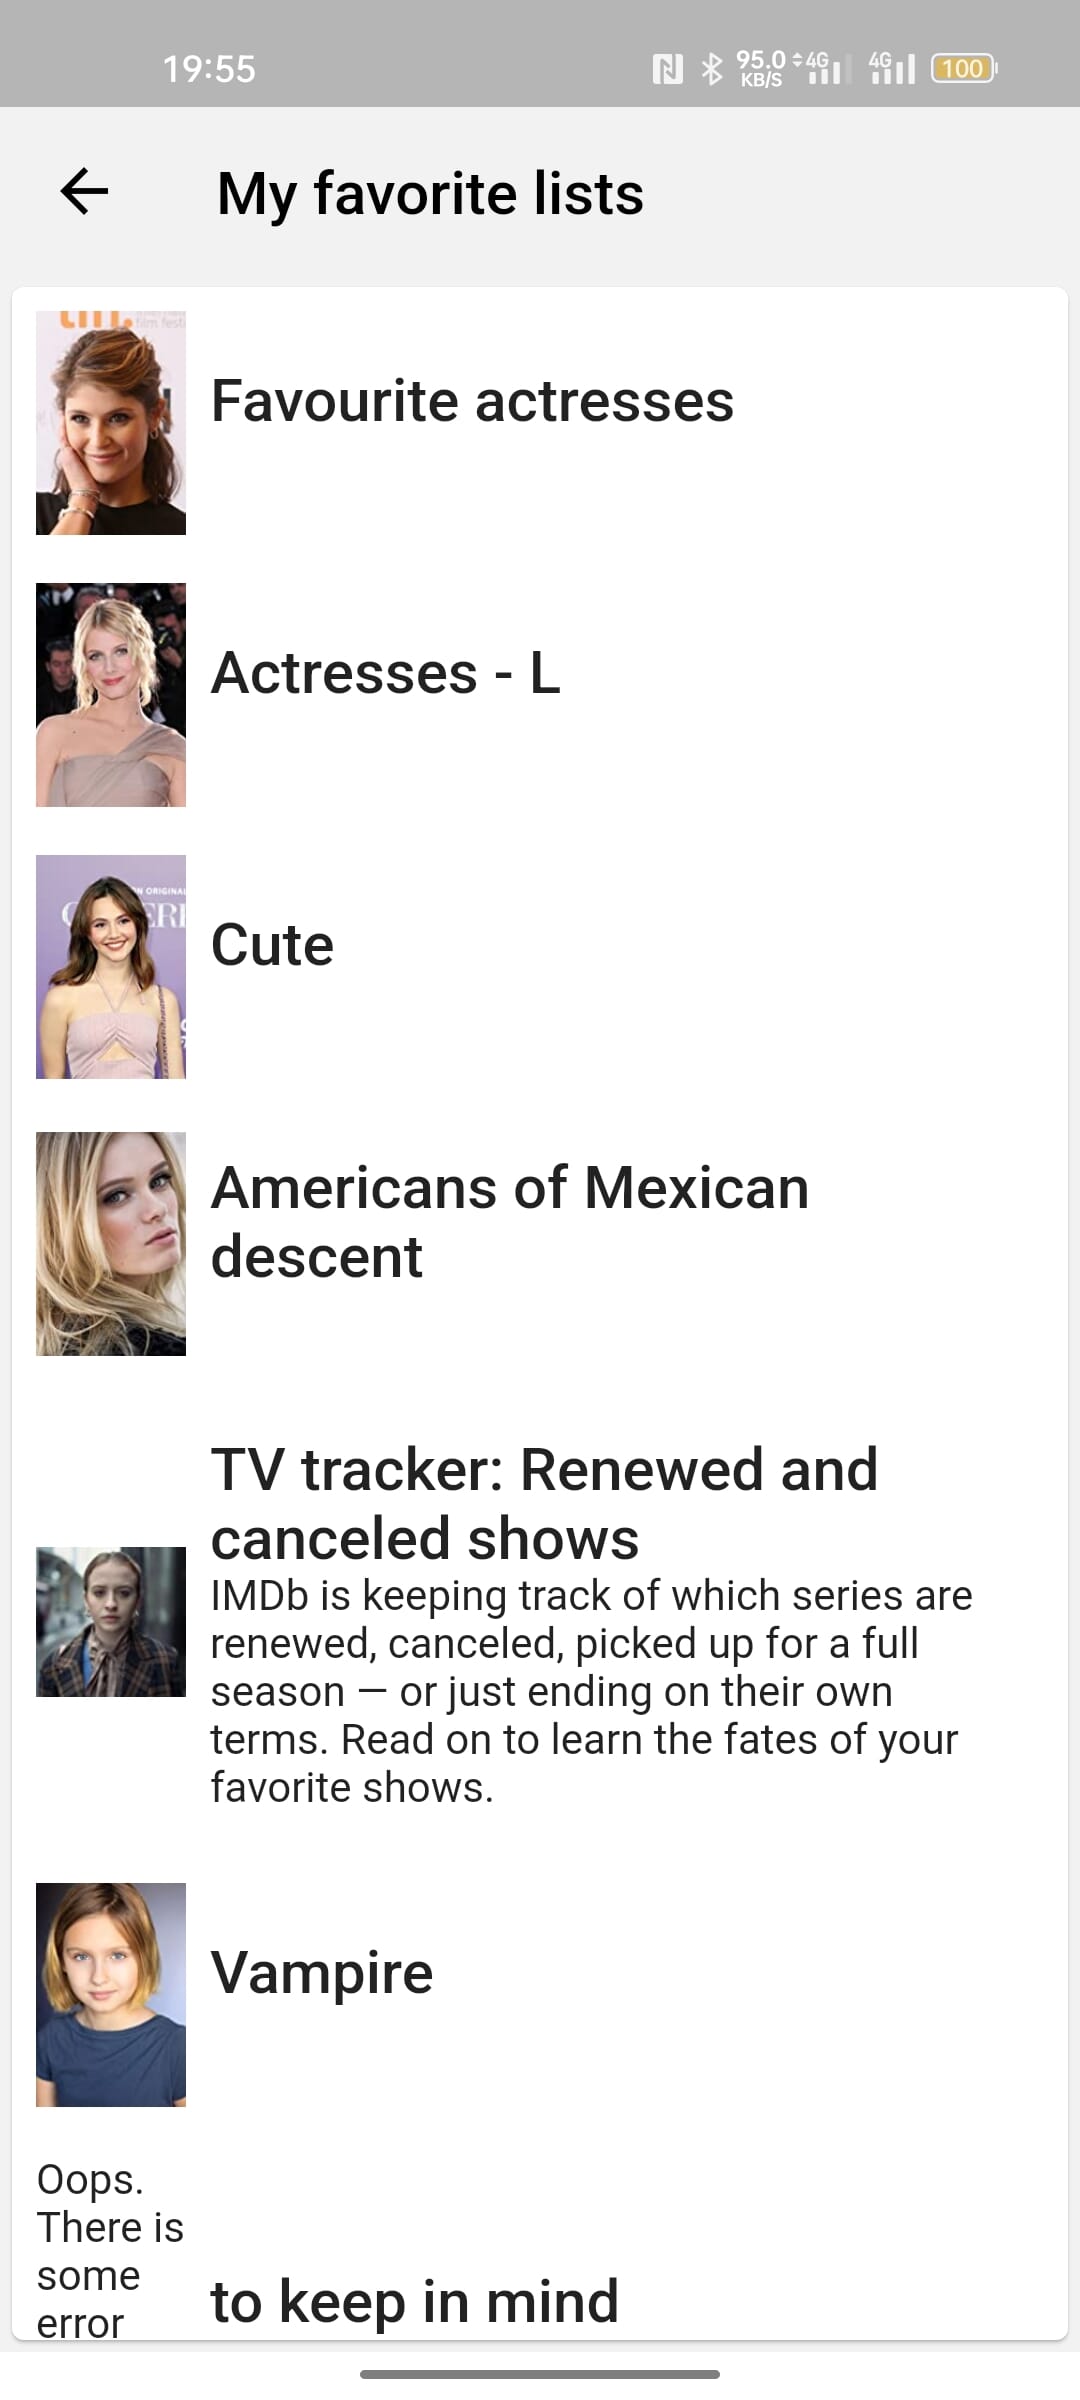 19:55
95.0
KB/S
4G
4G
100
My favorite lists
film fest
Favourite actresses
Actresses - L
N ORIGINAL
Cute
Americans of Mexican
descent
TV tracker: Renewed and
canceled shows
IMDb is keeping track of which series are
renewed, canceled, picked up for a full
season — or just ending on their own
terms. Read on to learn the fates of your
favorite shows.
Vampire
Oops.
There is
some
error
to keep in mind